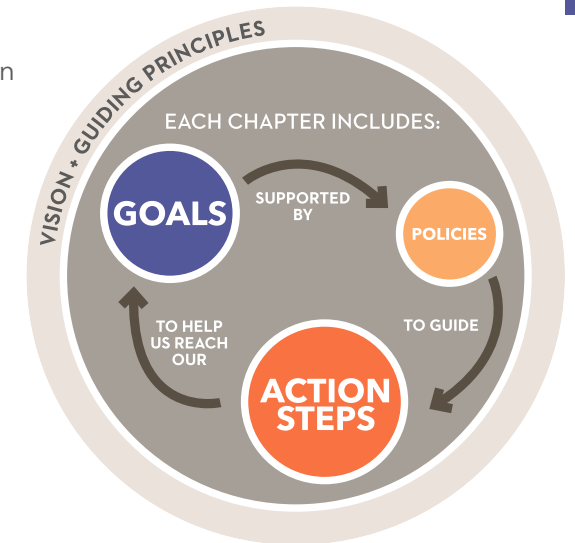 n
VISION + GUIDING PRINCIPLES
EACH CHAPTER INCLUDES:
GOALS
SUPPORTED
BY
POLICIES
TO GUIDE
ACTION
STEPS
TO HELP
US REACH
OUR